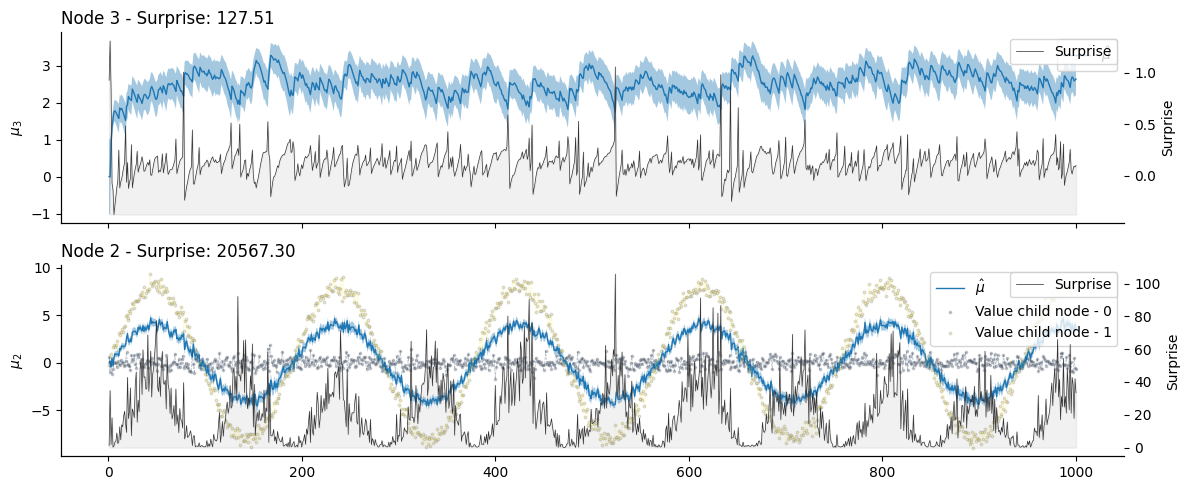 Node 3 - Surprise: 127.51
Surprise
3
2
1
0
−1
μ₃
1.0
0.5
0.0
Surprise
Node 2 - Surprise: 20567.30
μ̂
Value child node - 0
Value child node - 1
Surprise
10
5
0
−5
μ₂
100
80
60
40
20
0
Surprise
0
200
400
600
800
1000